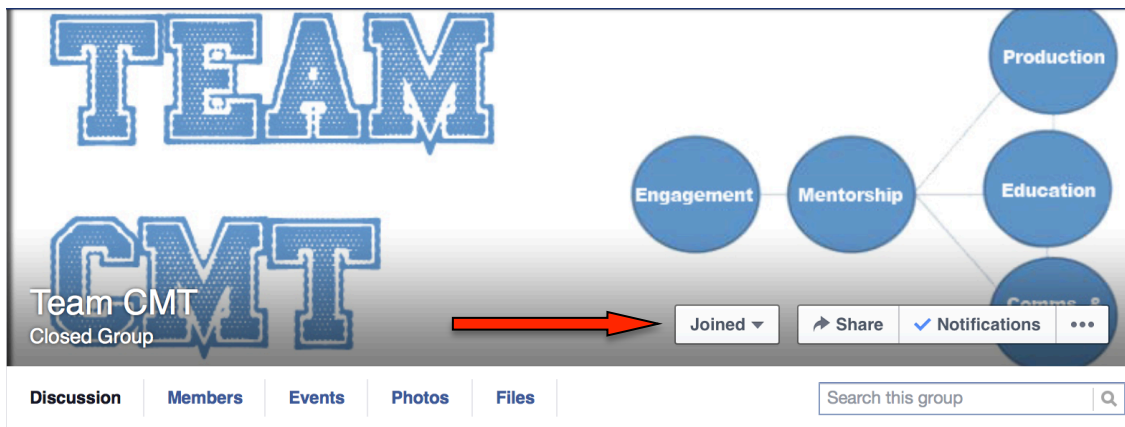 TEAM
CMT
Production
Engagement
Mentorship
Education
Comms &
Team CMT
Closed Group
Joined
Share
Notifications
Discussion
Members
Events
Photos
Files
Search this group